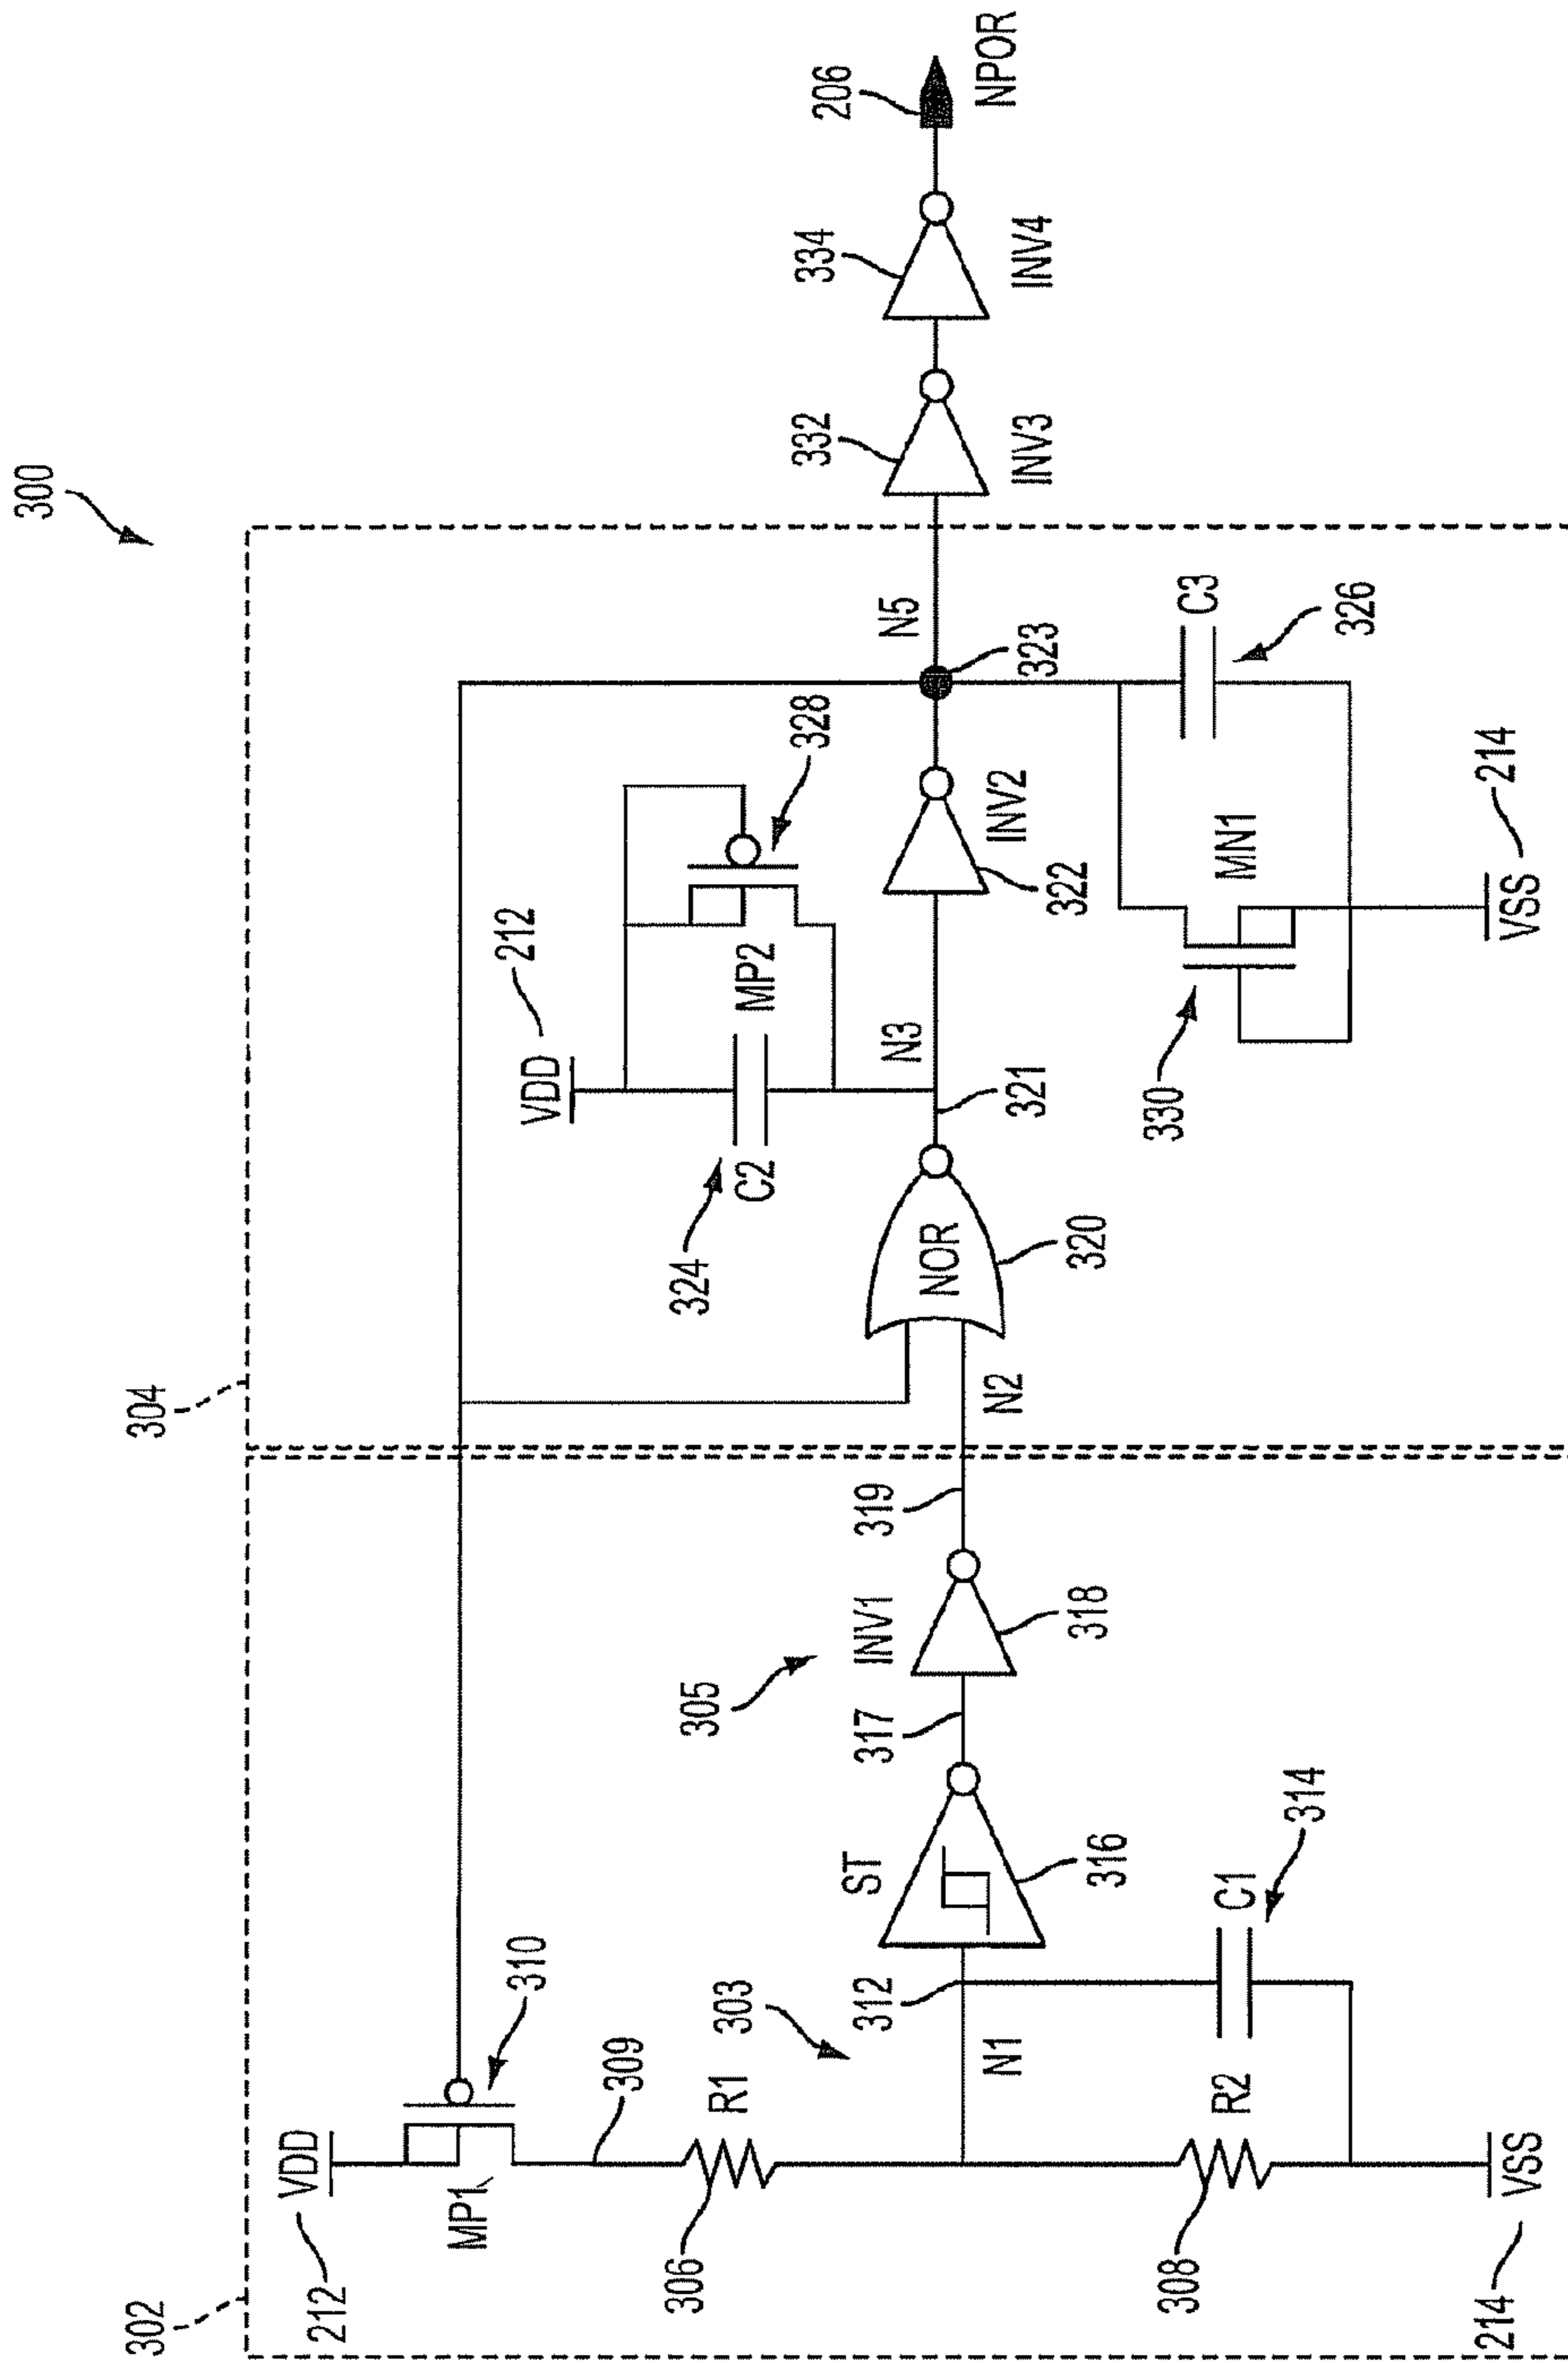 300
302
304
212
VDD
MP1
310
309
306
R1
303
N1
312
308
R2
C1
314
VSS
214
ST
316
317
305
INV1
318
319
N2
NOR
320
324
C2
VDD
212
MP2
328
N3
321
INV2
322
N5
323
330
MN1
C3
326
VSS
214
332
INV3
334
INV4
206
NPOR